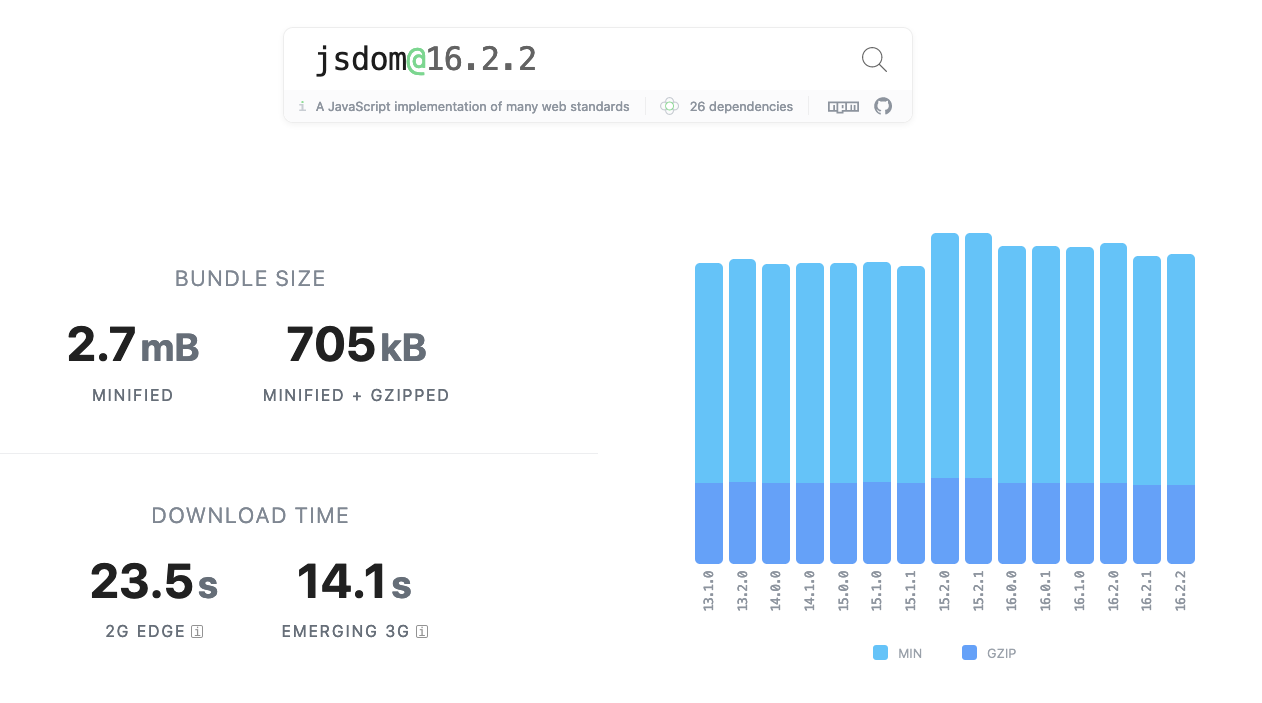 jsdom@16.2.2
i A JavaScript implementation of many web standards 26 dependencies npm
BUNDLE SIZE
2.7 mB 705 kB
MINIFIED MINIFIED + GZIPPED
DOWNLOAD TIME
23.5 s 14.1 s
2G EDGE i EMERGING 3G i
13.1.0 13.2.0 14.0.0 14.1.0 15.0.0 15.1.0 15.1.1 15.2.0 15.2.1 16.0.0 16.0.1 16.1.0 16.2.0 16.2.1 16.2.2
MIN GZIP